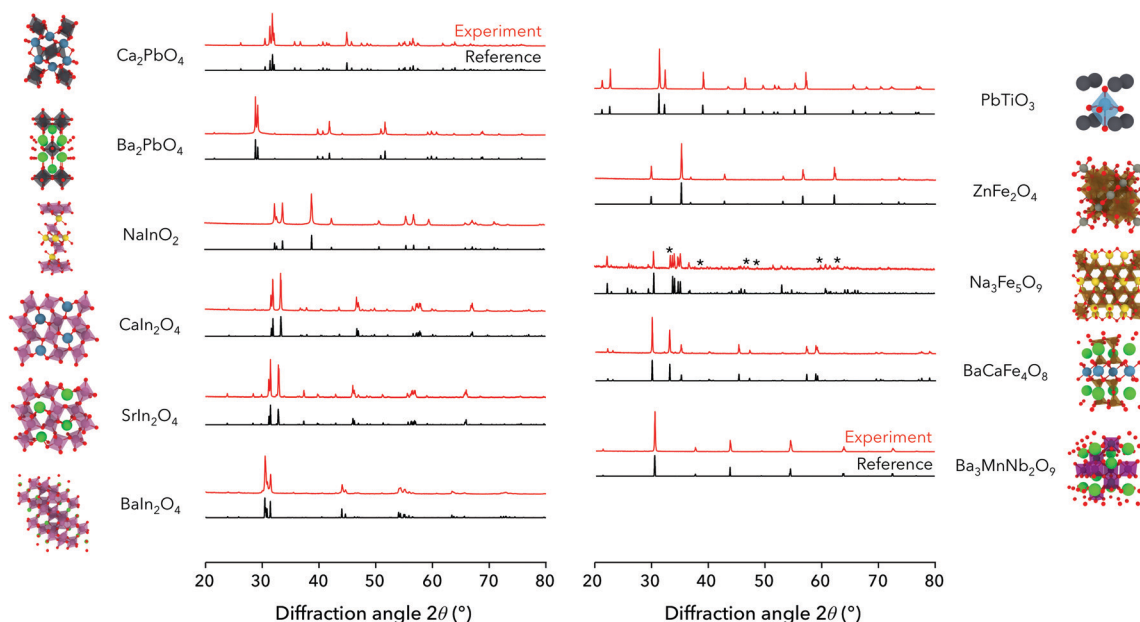 Ca₂PbO₄
Experiment
Reference
Ba₂PbO₄
NaInO₂
CaIn₂O₄
SrIn₂O₄
BaIn₂O₄
20 30 40 50 60 70 80
Diffraction angle 2θ (°)
PbTiO₃
ZnFe₂O₄
* * * * * *
Na₃Fe₅O₉
BaCaFe₄O₈
Experiment
Reference
Ba₃MnNb₂O₉
20 30 40 50 60 70 80
Diffraction angle 2θ (°)